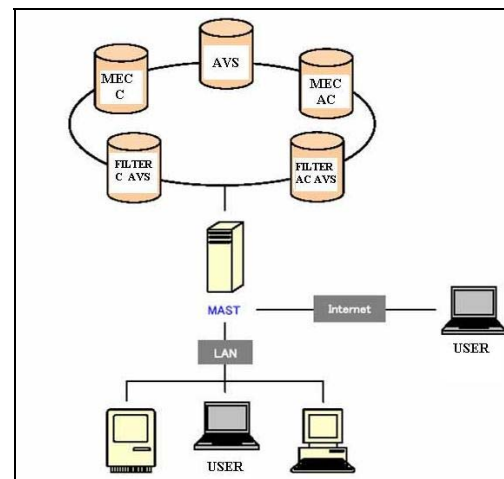 AVS
MEC
C
MEC
AC
FILTER
C AVS
FILTER
AC AVS
MAST
Internet
USER
LAN
USER